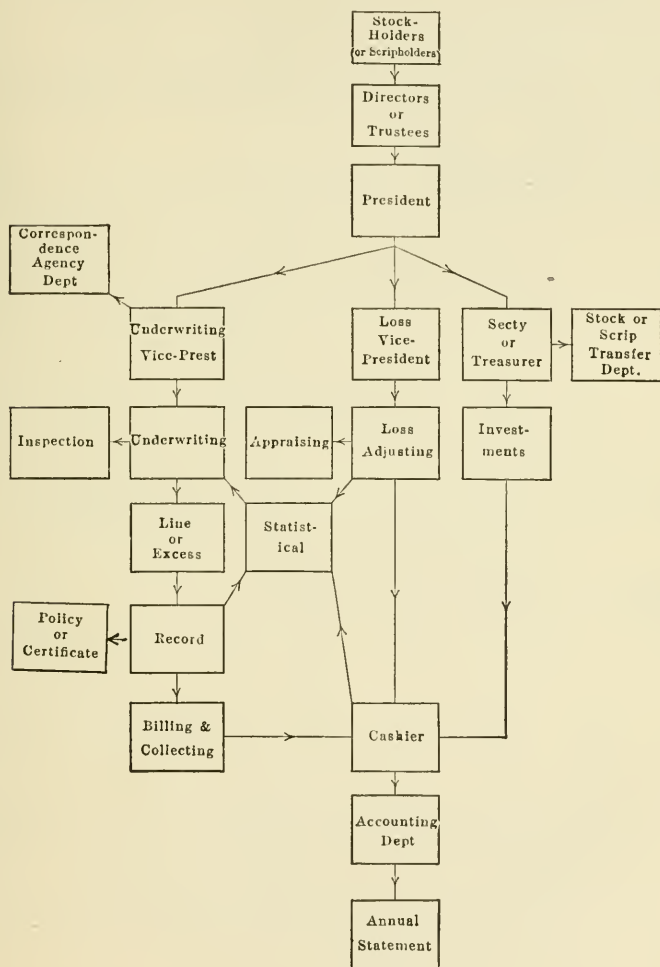 Stock-
Holders
(or Scripholders)
Directors
or
Trustees
President
Correspon-
dence
Agency
Dept
Underwriting
Vice-Prest
Loss
Vice-
President
Secty
or
Treasurer
Stock or
Scrip
Transfer
Dept.
Inspection
Underwriting
Appraising
Loss
Adjusting
Invest-
ments
Line
or
Excess
Statist-
ical
Policy
or
Certificate
Record
Billing &
Collecting
Cashier
Accounting
Dept
Annual
Statement